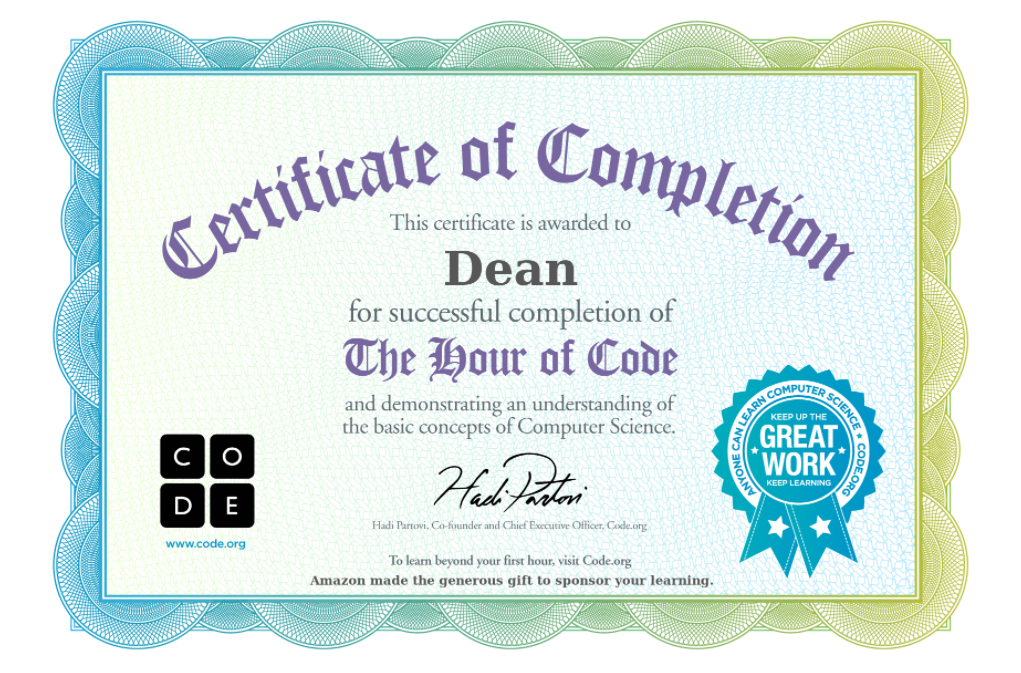 Certificate of Completion
This certificate is awarded to
Dean
for successful completion of
The Hour of Code
and demonstrating an understanding of
the basic concepts of Computer Science.
Hadi Partovi
Hadi Partovi, Co-founder and Chief Executive Officer, Code.org
To learn beyond your first hour, visit Code.org
Amazon made the generous gift to sponsor your learning.
C O
D E
www.code.org
ANYONE CAN LEARN COMPUTER SCIENCE ★ CODE.ORG
KEEP UP THE
GREAT
WORK
KEEP LEARNING